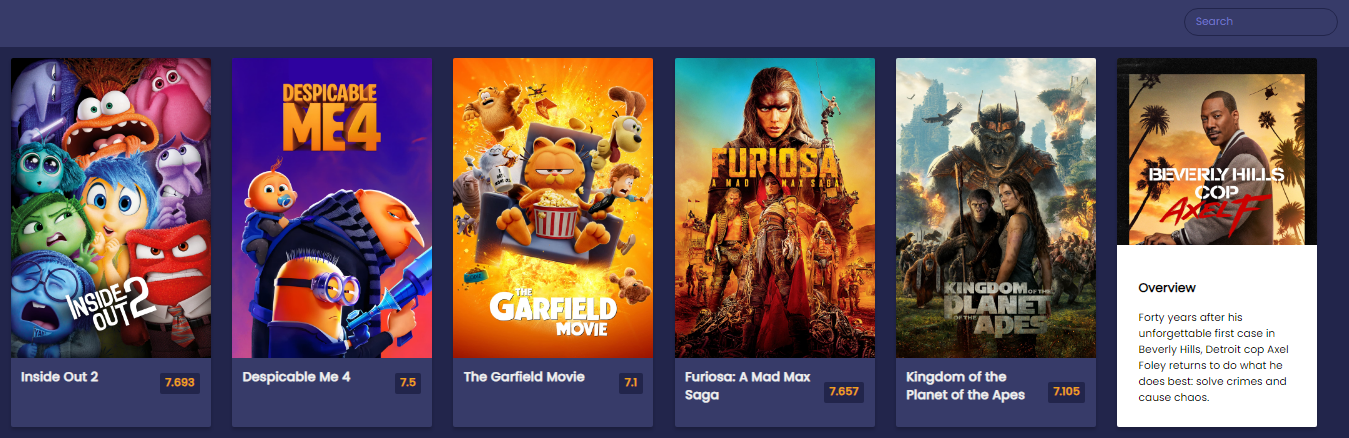 Search
INSIDE
OUT 2
Inside Out 2
7.693
DESPICABLE
ME 4
Despicable Me 4
7.5
THE
GARFIELD
MOVIE
The Garfield Movie
7.1
FURIOSA
A MAD MAX SAGA
Furiosa: A Mad Max
Saga
7.657
KINGDOM OF THE
PLANET
OF THE APES
Kingdom of the
Planet of the Apes
7.105
BEVERLY HILLS
COP
AXEL F
Overview
Forty years after his
unforgettable first case in
Beverly Hills, Detroit cop Axel
Foley returns to do what he
does best: solve crimes and
cause chaos.